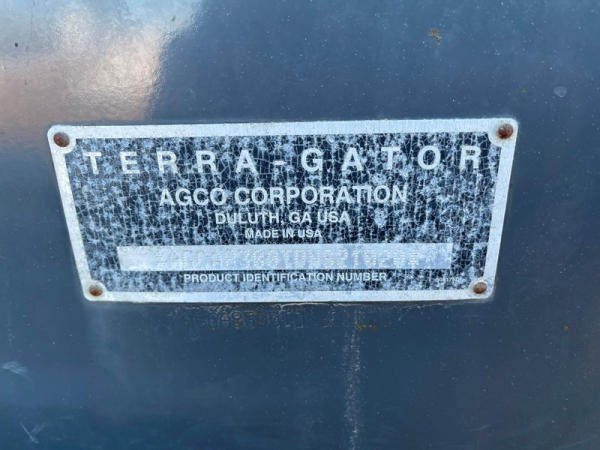 TERRA-GATOR
AGCO CORPORATION
DULUTH, GA USA
MADE IN USA
PRODUCT IDENTIFICATION NUMBER